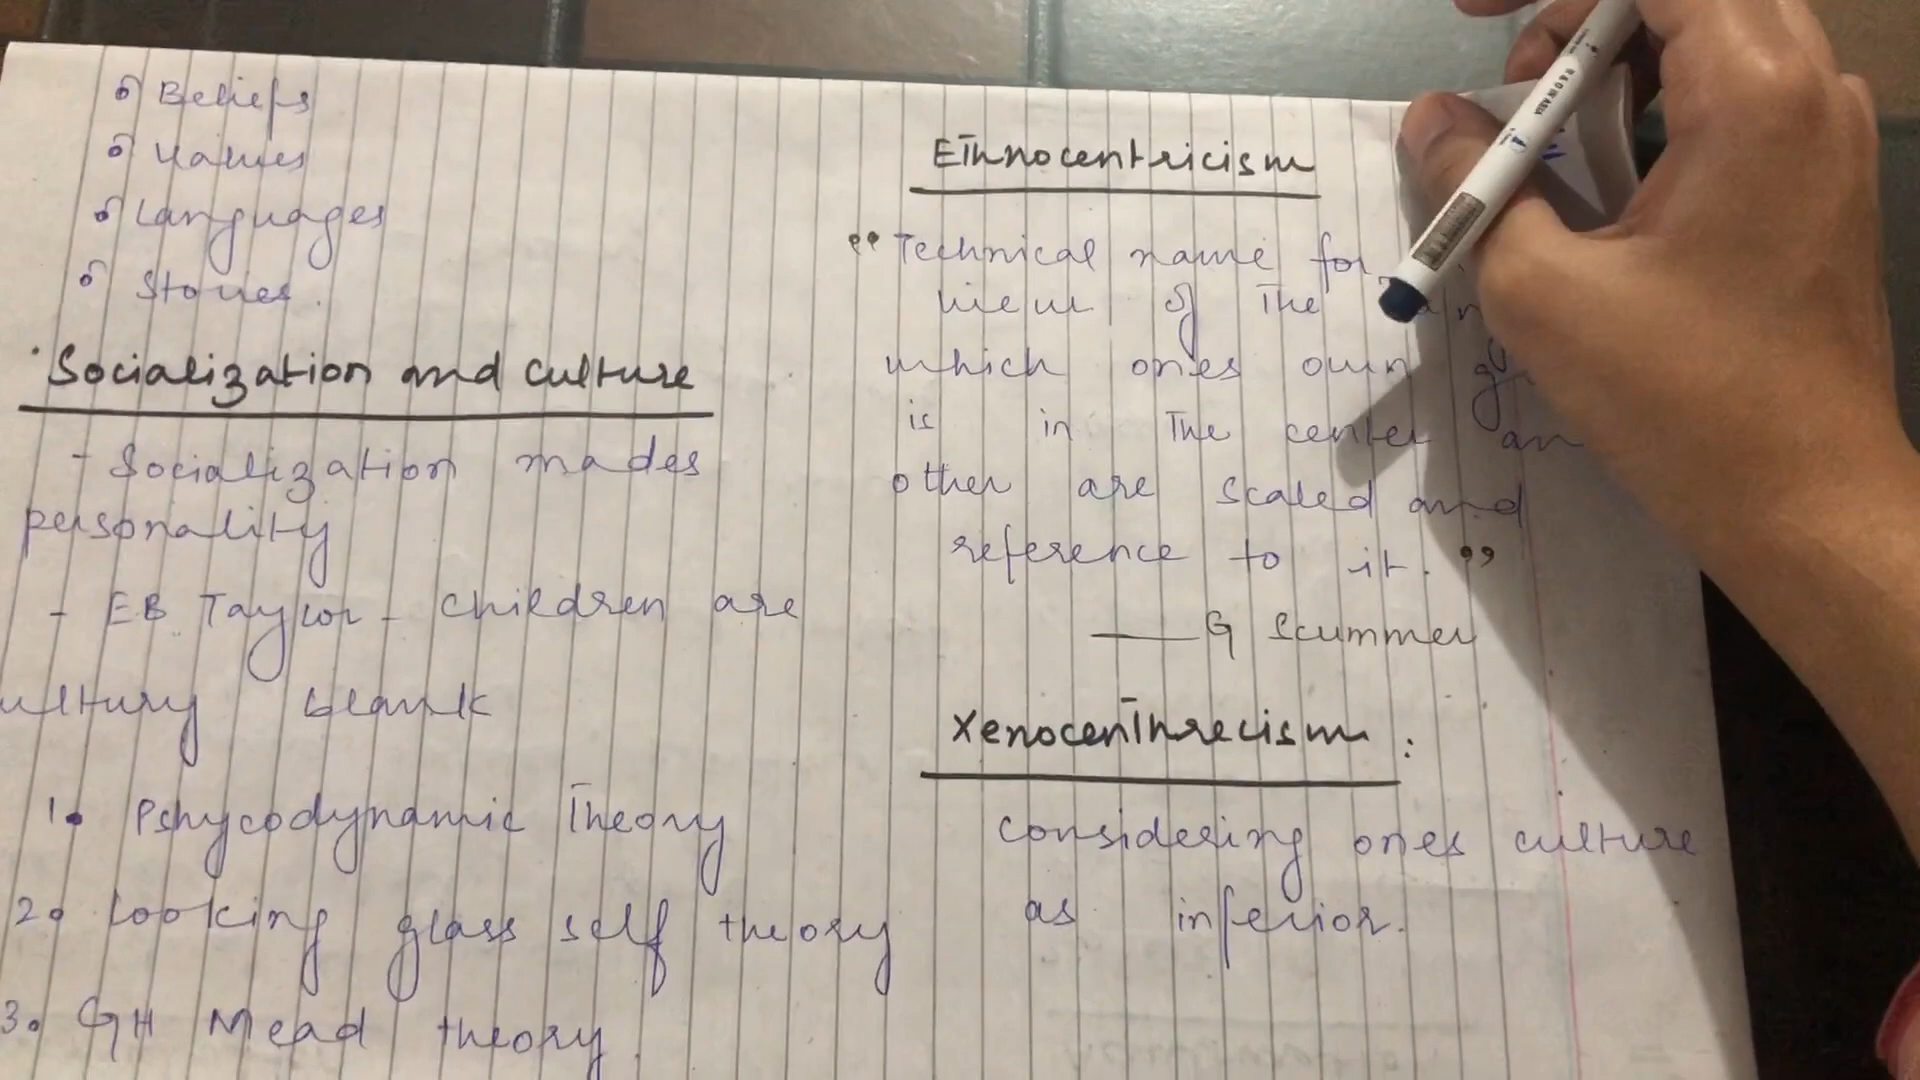 Beliefs
Values
Languages
Stories.
Socialization and culture
- Socialization mades
personality
- EB Taylor - children are
blank
1. Pshycodynamic Theory
2. Looking glass self theory
3. GH Mead theory.
Ethnocentricism
"Technical name for
view of The
which ones own
is in The center
other are scaled and
reference to it."
— G Scummer
Xenocenthrecism :
considering ones culture
as inferior.